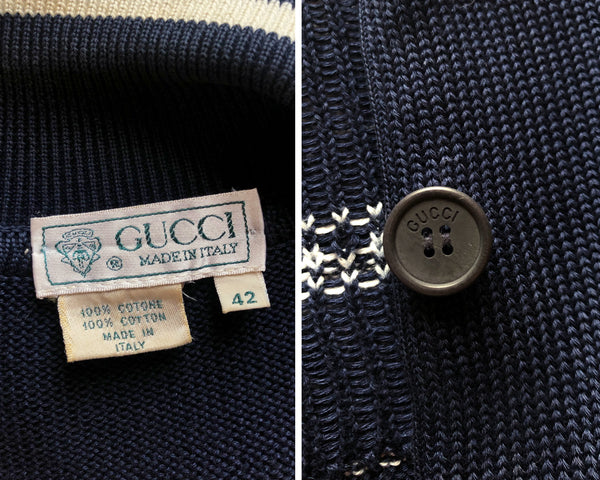 GUCCI
® MADE IN ITALY
42
100% COTONE
100% COTTON
MADE IN
ITALY
GUCCI